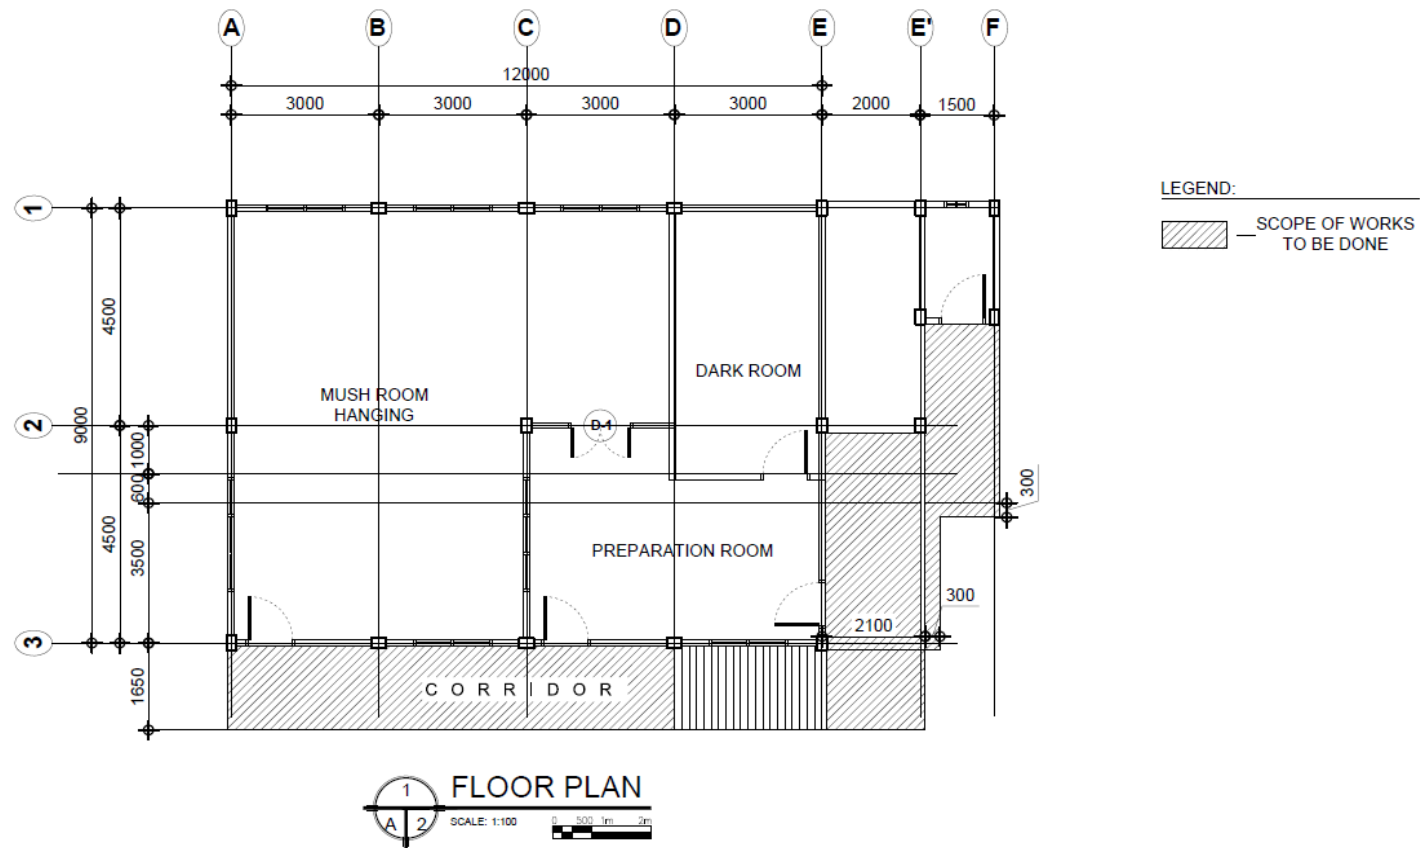 A B C D E E' F
12000
3000 3000 3000 3000 2000 1500
1
LEGEND:
SCOPE OF WORKS
TO BE DONE
4500
DARK ROOM
MUSH ROOM
HANGING
2
D-1
9000
1000
600
300
4500
3500
PREPARATION ROOM
300
2100
3
1650
CORRIDOR
1
A 2
FLOOR PLAN
SCALE: 1:100
0 500 1m 2m